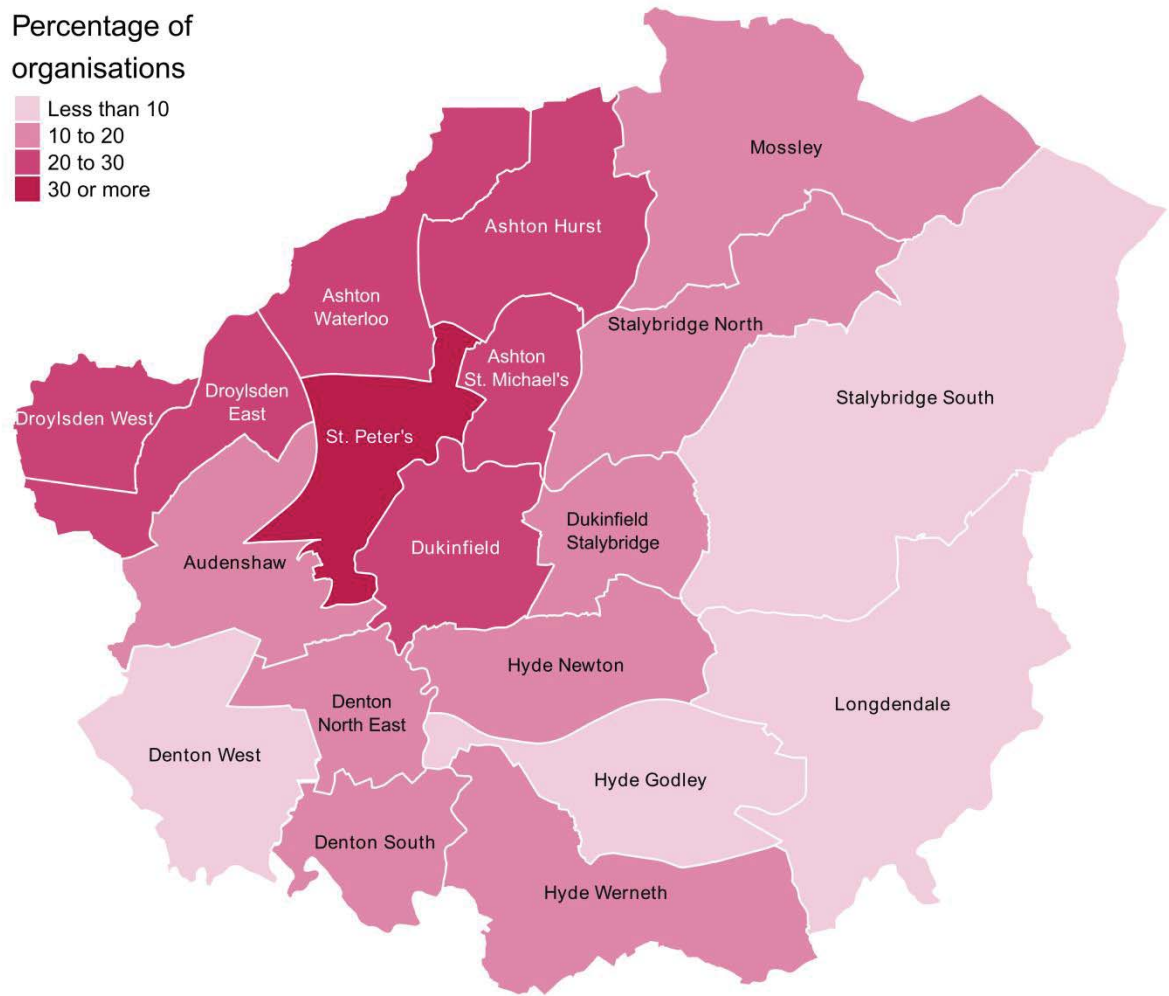 Percentage of
organisations
Less than 10
10 to 20
20 to 30
30 or more
Mossley
Ashton Hurst
Ashton
Waterloo
Stalybridge North
Ashton
St. Michael's
Droylsden
East
Stalybridge South
Droylsden West
St. Peter's
Dukinfield
Stalybridge
Dukinfield
Audenshaw
Hyde Newton
Denton
North East
Longdendale
Denton West
Hyde Godley
Denton South
Hyde Werneth